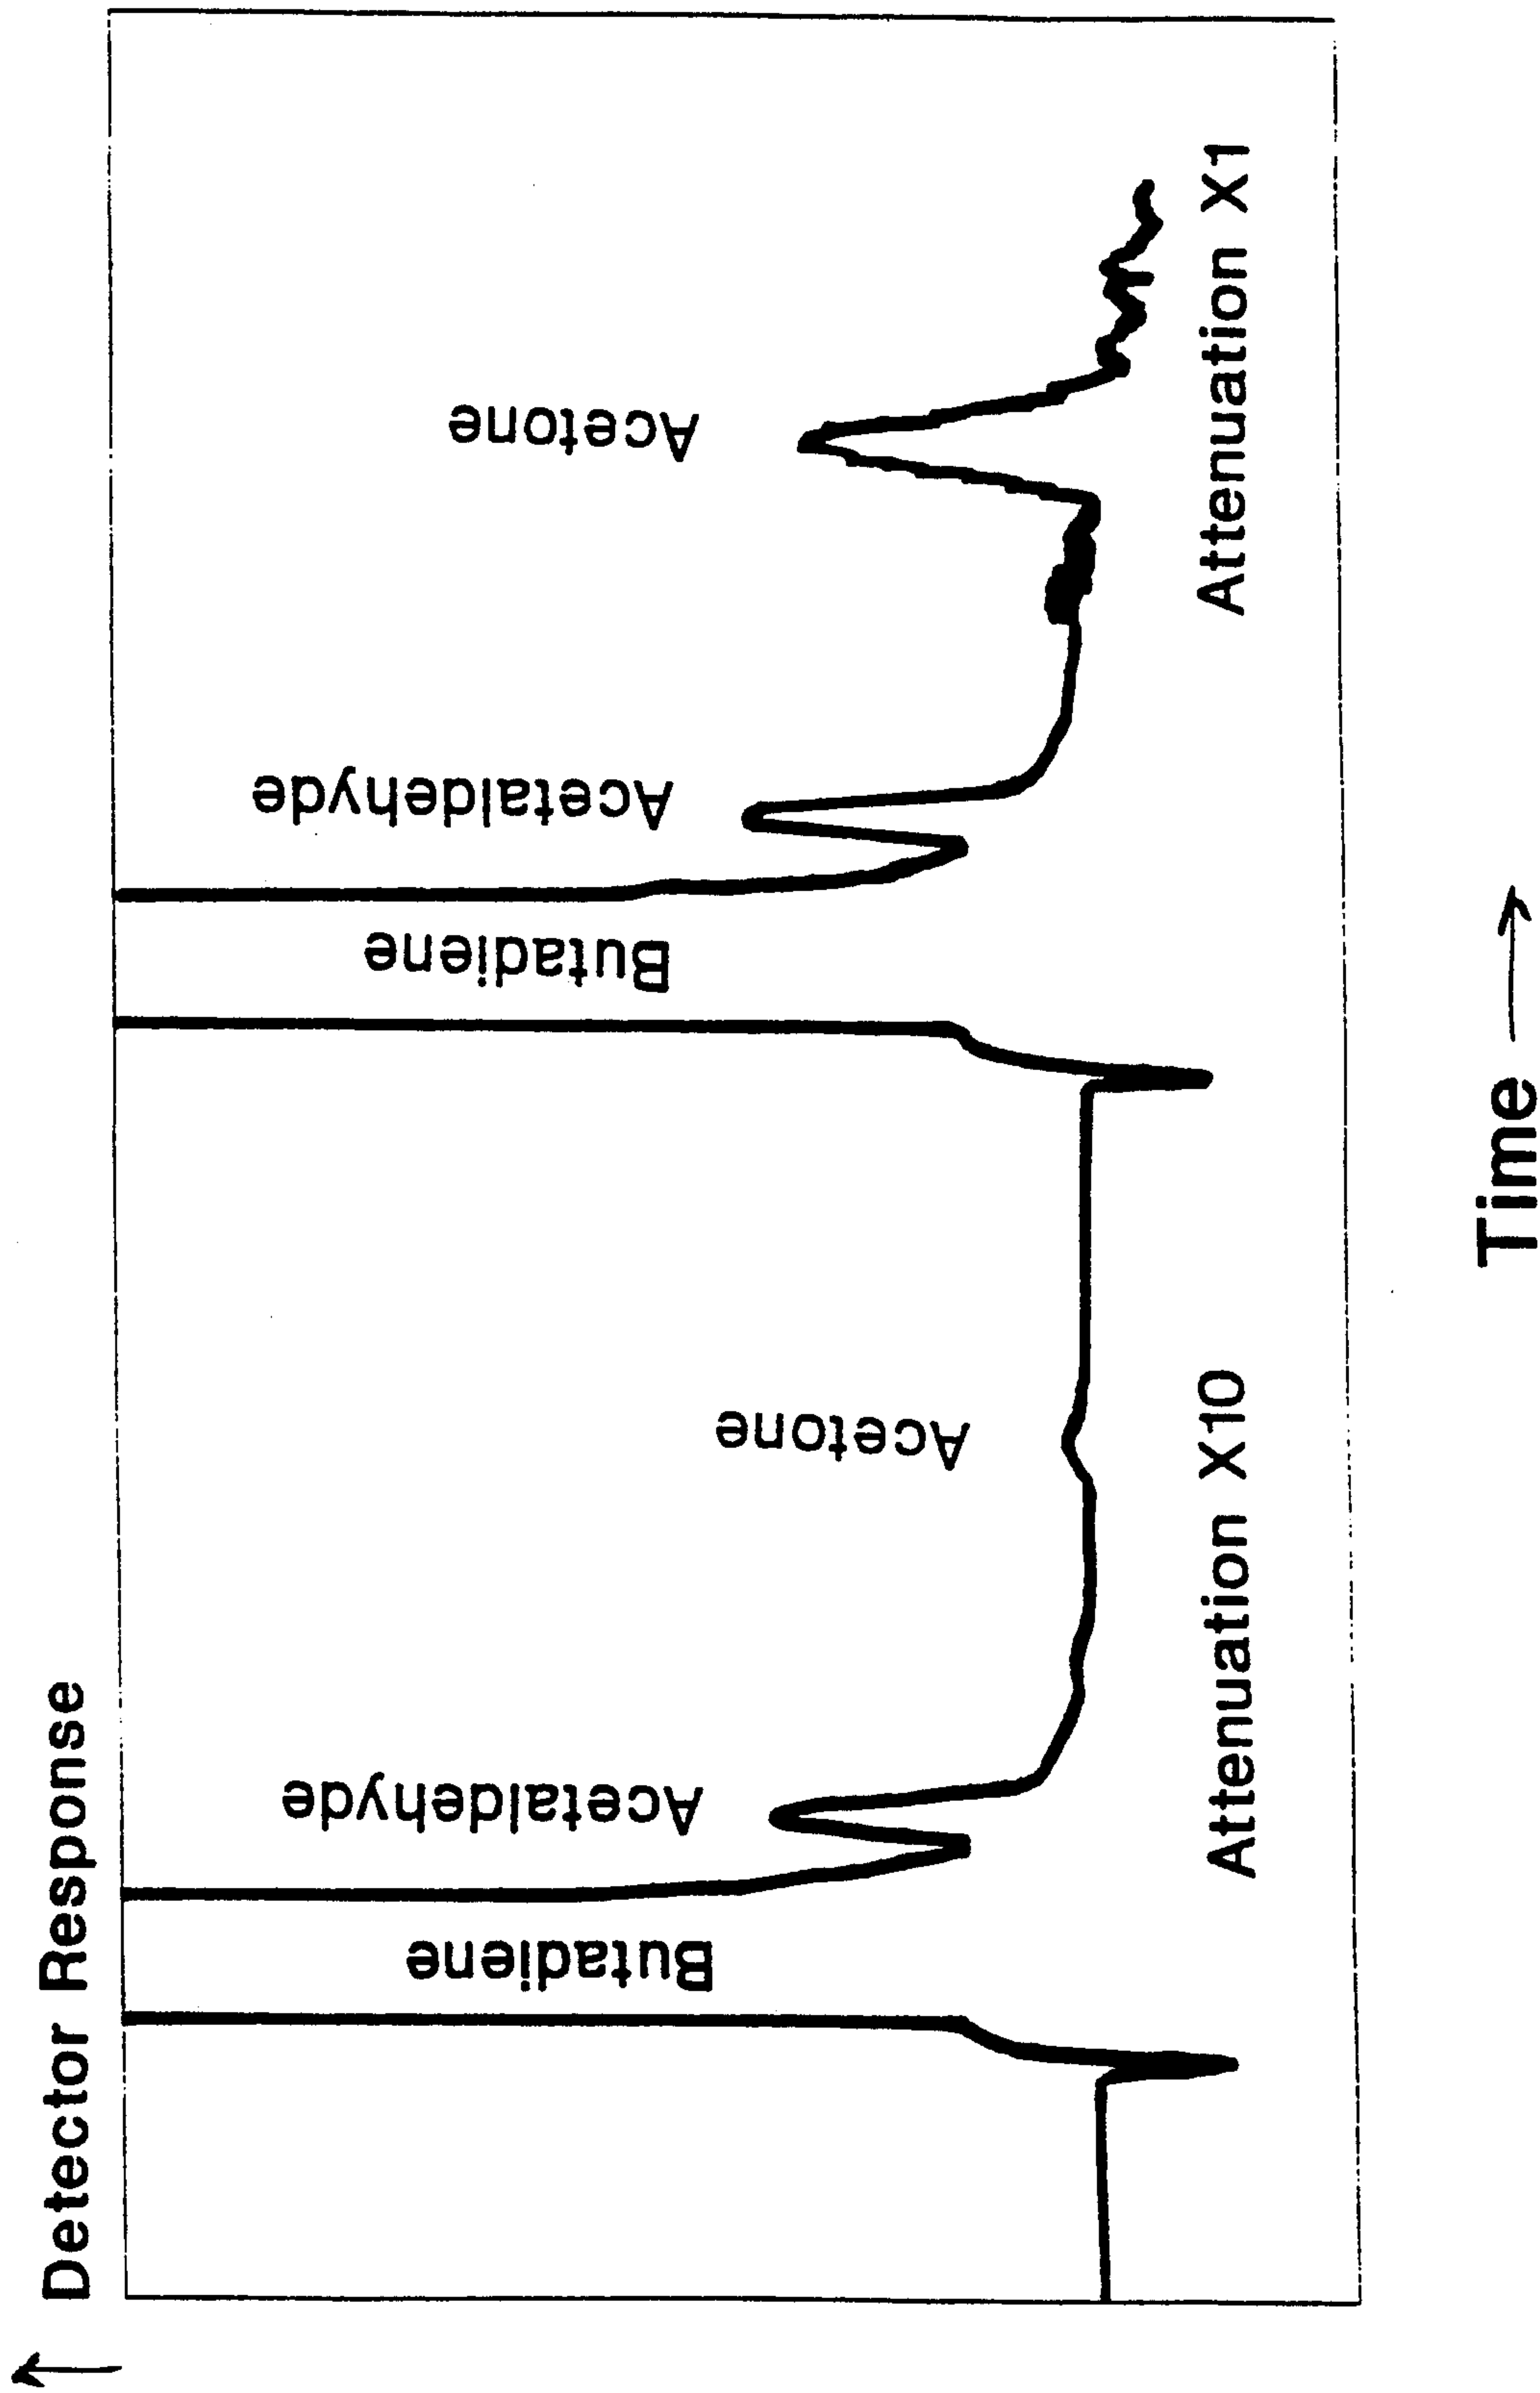 Detector Response
Butadiene
Acetaldehyde
Acetone
Attenuation X10
Butadiene
Acetaldehyde
Acetone
Attenuation X1
Time